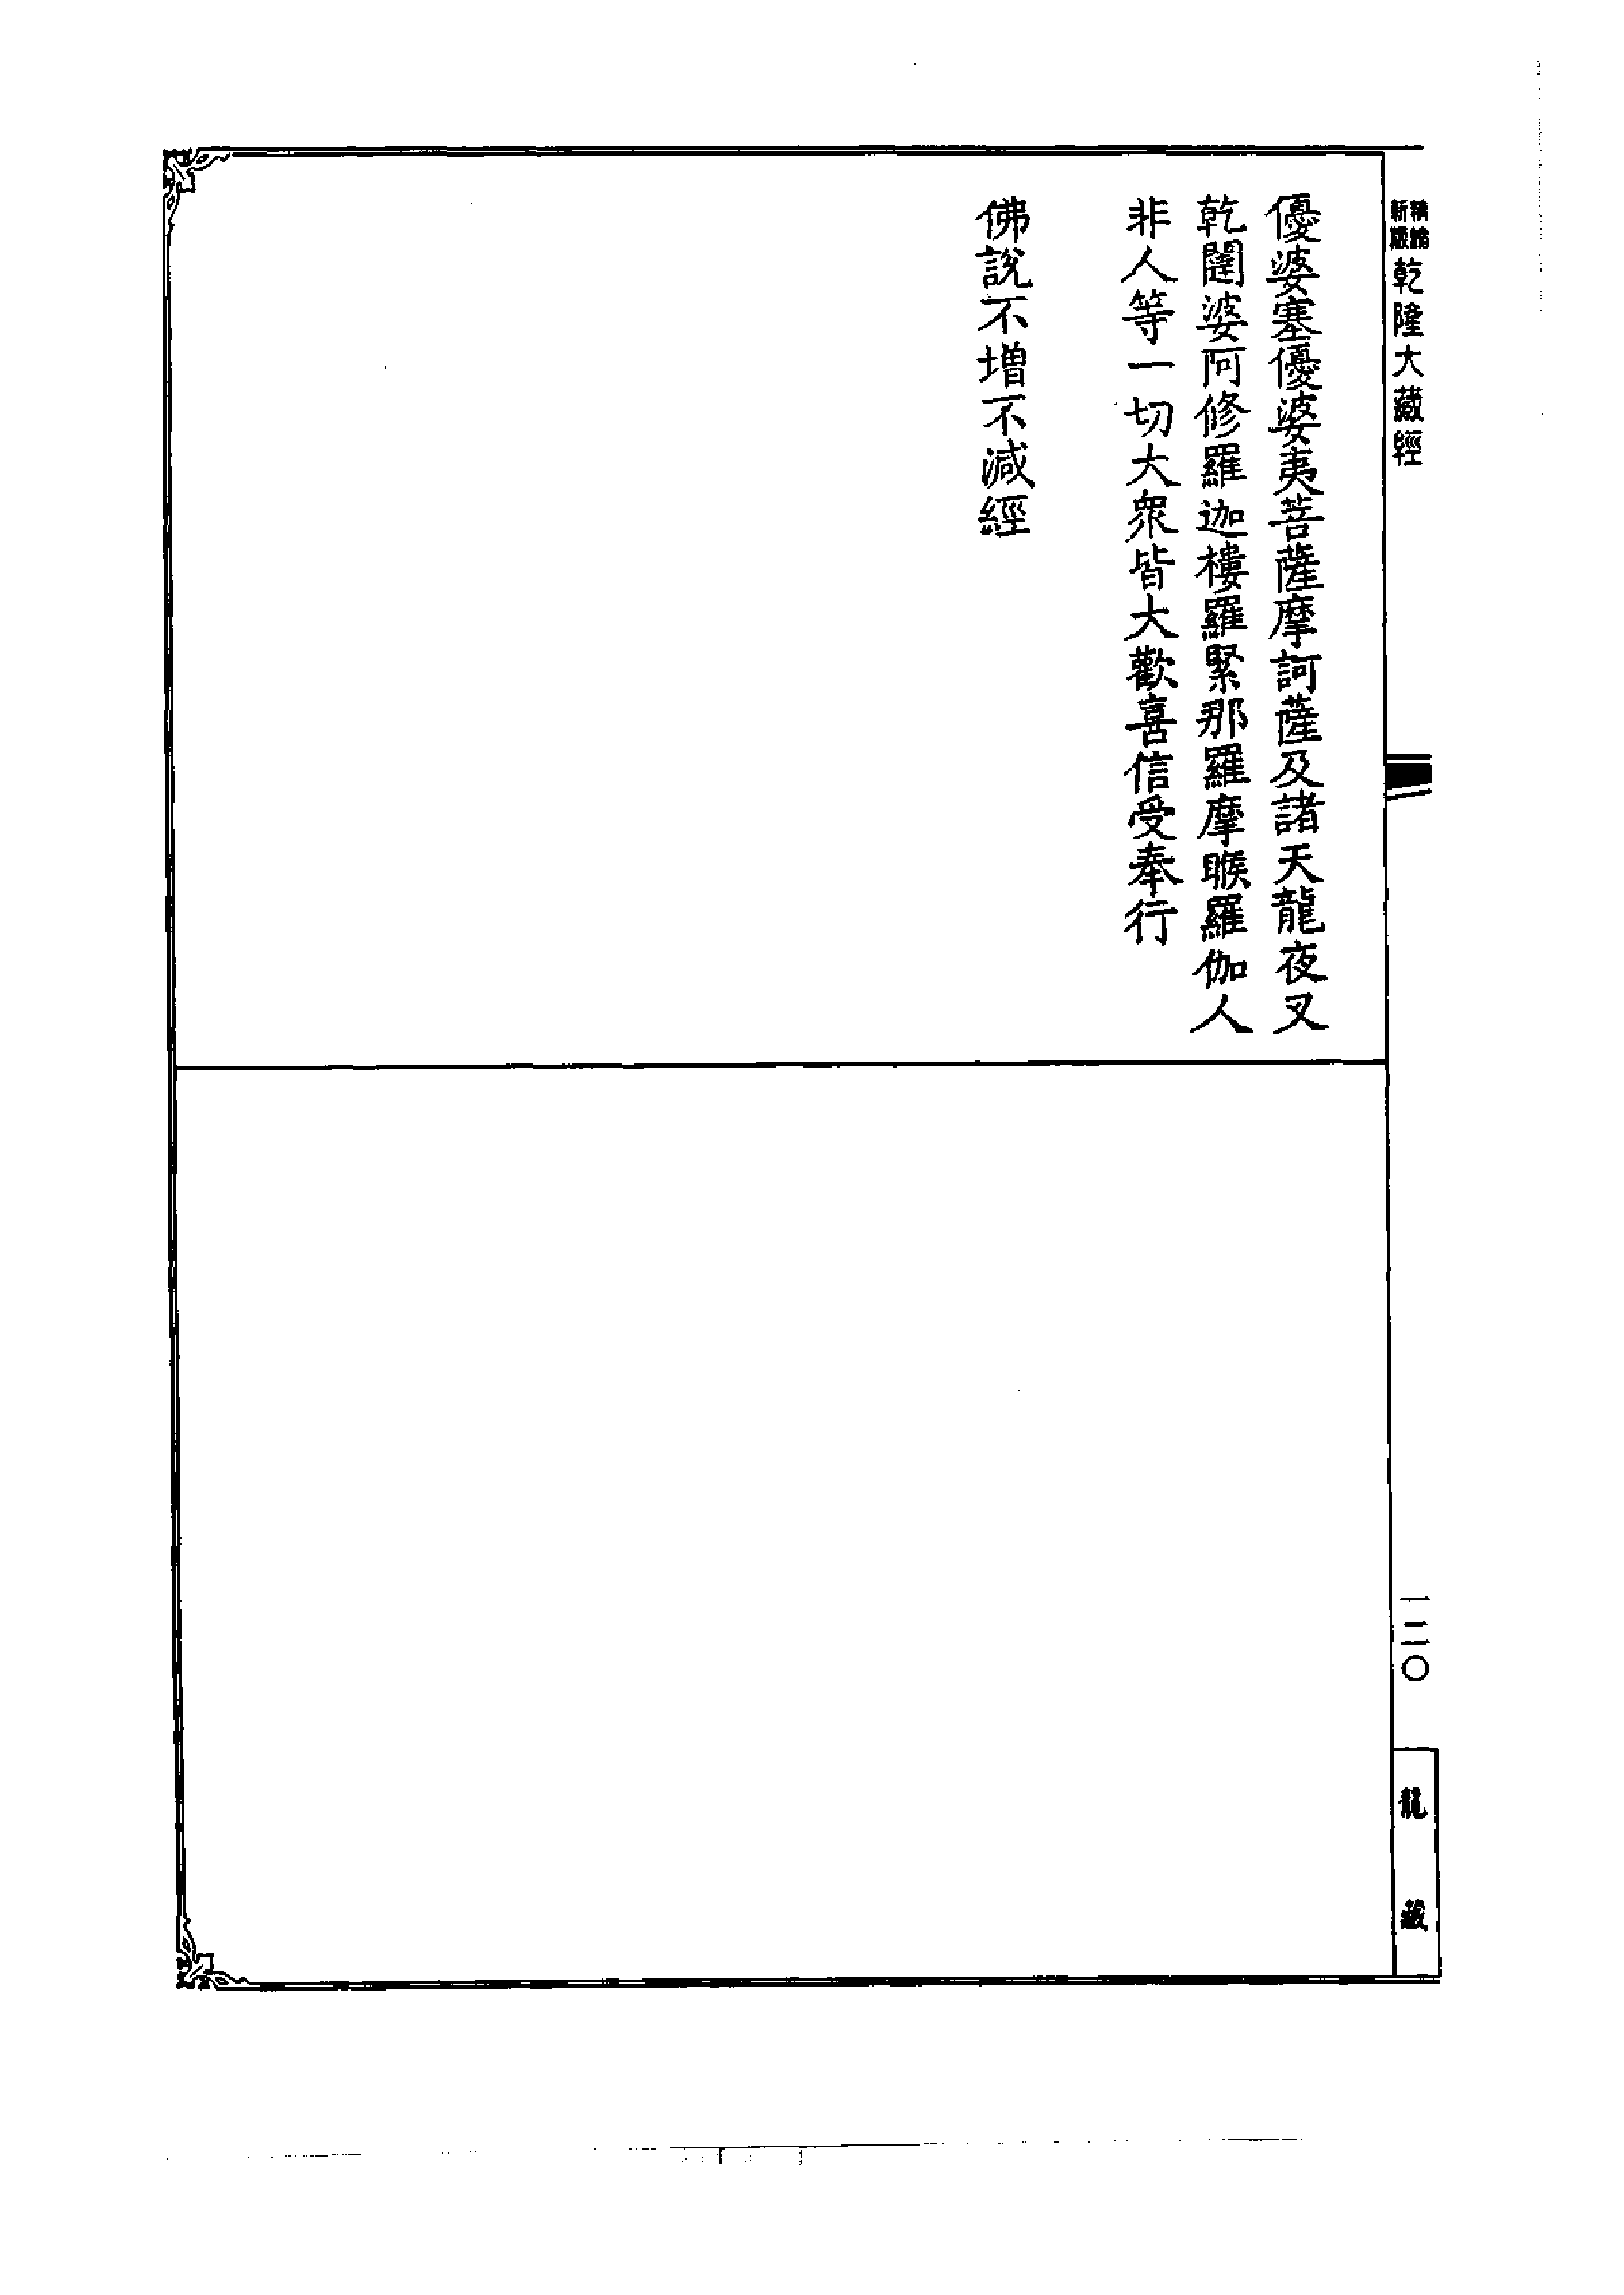 精縮新版乾隆大藏經
優婆塞優婆夷菩薩摩訶薩及諸天龍夜叉
乾闥婆阿修羅迦樓羅緊那羅摩睺羅伽人
非人等一切大衆皆大歡喜信受奉行
佛說不增不減經
一二〇
龍藏